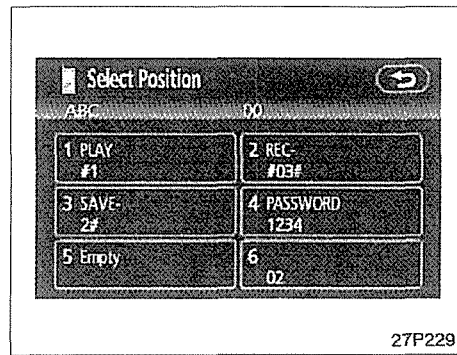 Select Position
ABC 00
1 PLAY
#1
2 REC-
#03#
3 SAVE-
2#
4 PASSWORD
1234
5 Empty
6
02
27P229